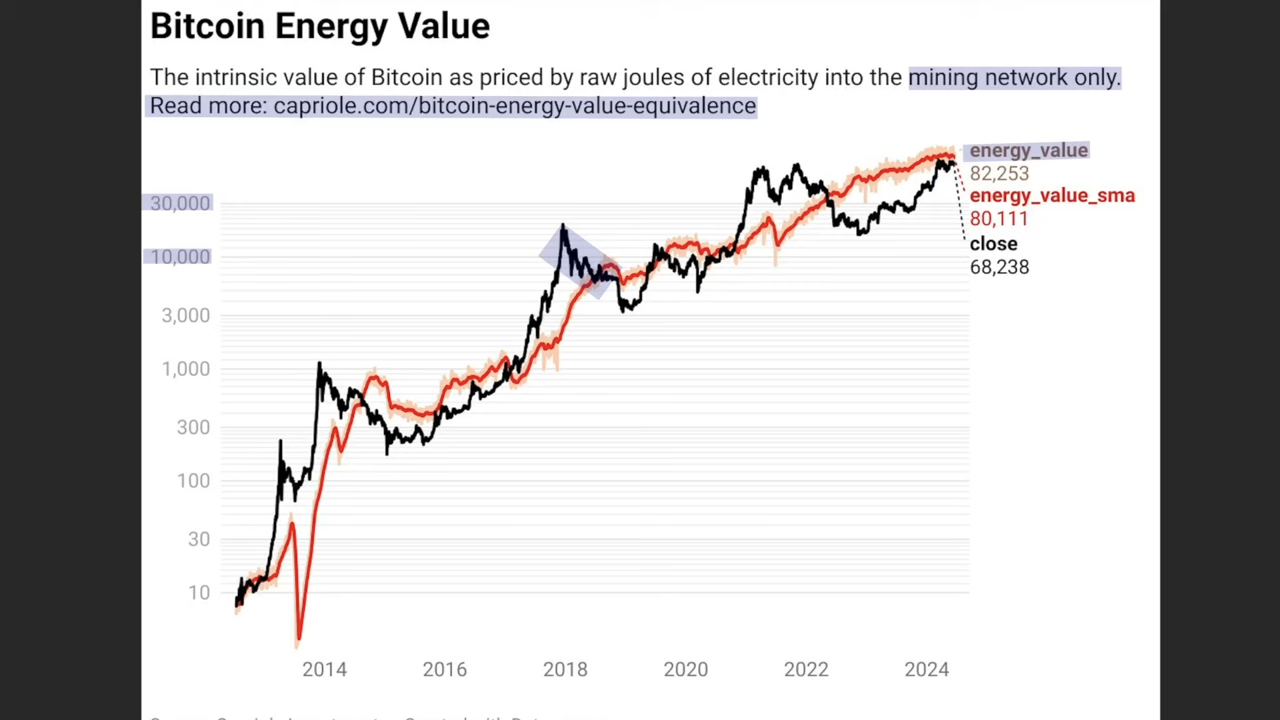 Bitcoin Energy Value
The intrinsic value of Bitcoin as priced by raw joules of electricity into the mining network only.
Read more: capriole.com/bitcoin-energy-value-equivalence
energy_value
82,253
energy_value_sma
80,111
close
68,238
30,000
10,000
3,000
1,000
300
100
30
10
2014 2016 2018 2020 2022 2024